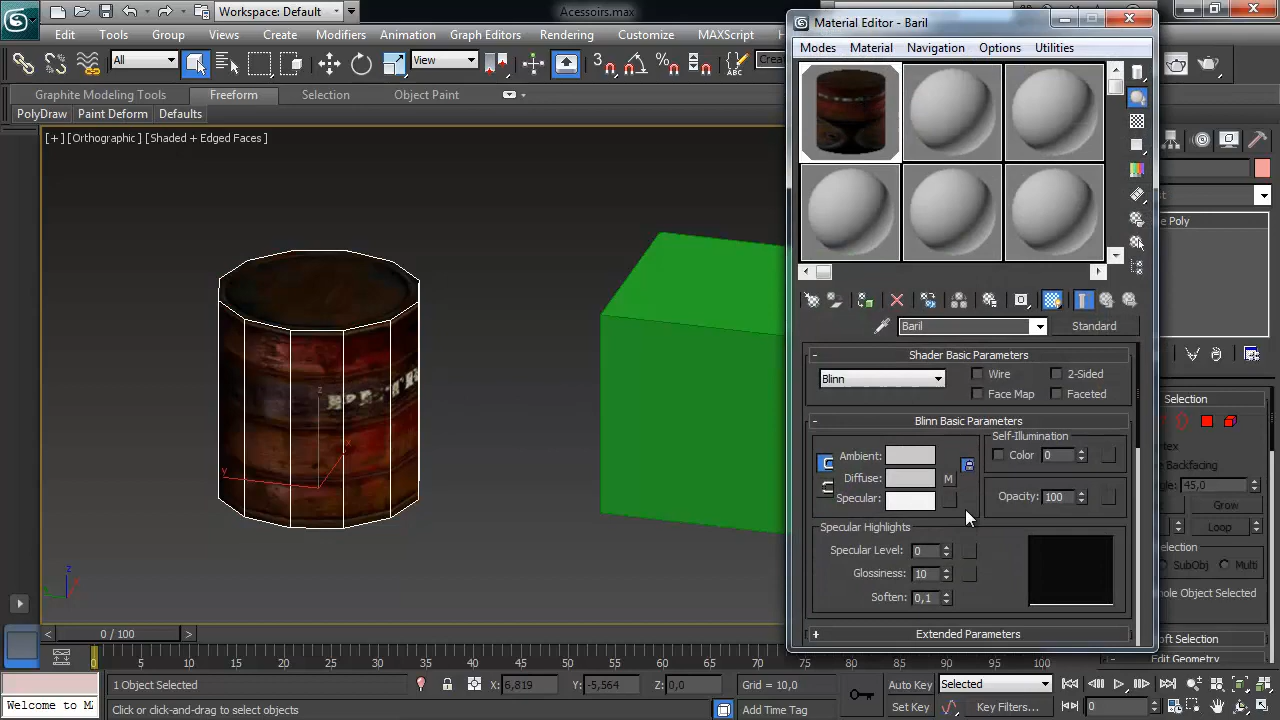 Workspace: Default
Acessoirs.max
Edit
Tools
Group
Views
Create
Modifiers
Animation
Graph Editors
Rendering
Customize
MAXScript
All
View
Graphite Modeling Tools
Freeform
Selection
Object Paint
PolyDraw
Paint Deform
Defaults
[+] [Orthographic] [Shaded + Edged Faces]
Material Editor - Baril
Modes
Material
Navigation
Options
Utilities
Baril
Standard
Shader Basic Parameters
Blinn
Wire
2-Sided
Face Map
Faceted
Blinn Basic Parameters
Self-Illumination
Ambient:
Color
0
Diffuse:
M
Specular:
Opacity:
100
Specular Highlights
Specular Level:
0
Glossiness:
10
Soften:
0,1
Extended Parameters
e Poly
Selection
Backfacing
45,0
Grow
Loop
SubObj
Multi
Object Selected
Edit Geometry
0 / 100
5 10 15 20 25 30 35 40 45 50 55 60 65 70 75 80 85 90 95 100
1 Object Selected
X: 6,819
Y: -5,564
Z: 0,0
Grid = 10,0
Auto Key
Selected
Welcome to M
Click or click-and-drag to select objects
Add Time Tag
Set Key
Key Filters...
0